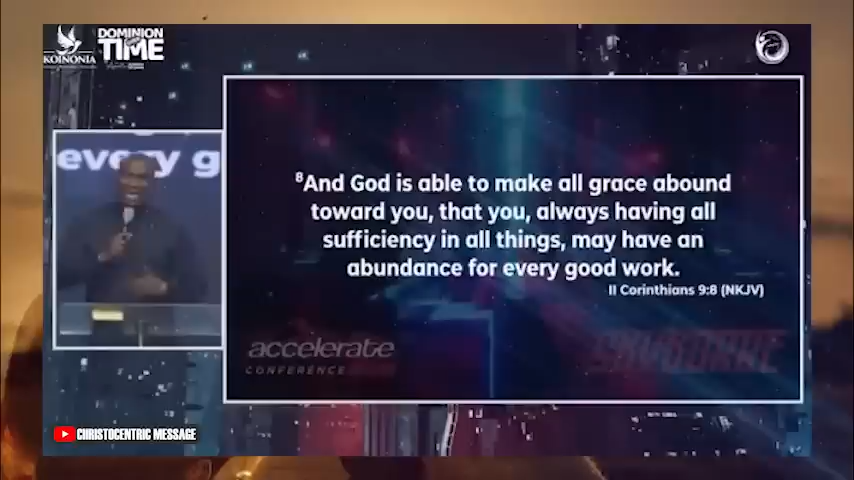 KOINONIA
DOMINION
TIME
every g
⁸And God is able to make all grace abound
toward you, that you, always having all
sufficiency in all things, may have an
abundance for every good work.
II Corinthians 9:8 (NKJV)
accelerate
CONFERENCE
CHRISTOCENTRIC MESSAGE